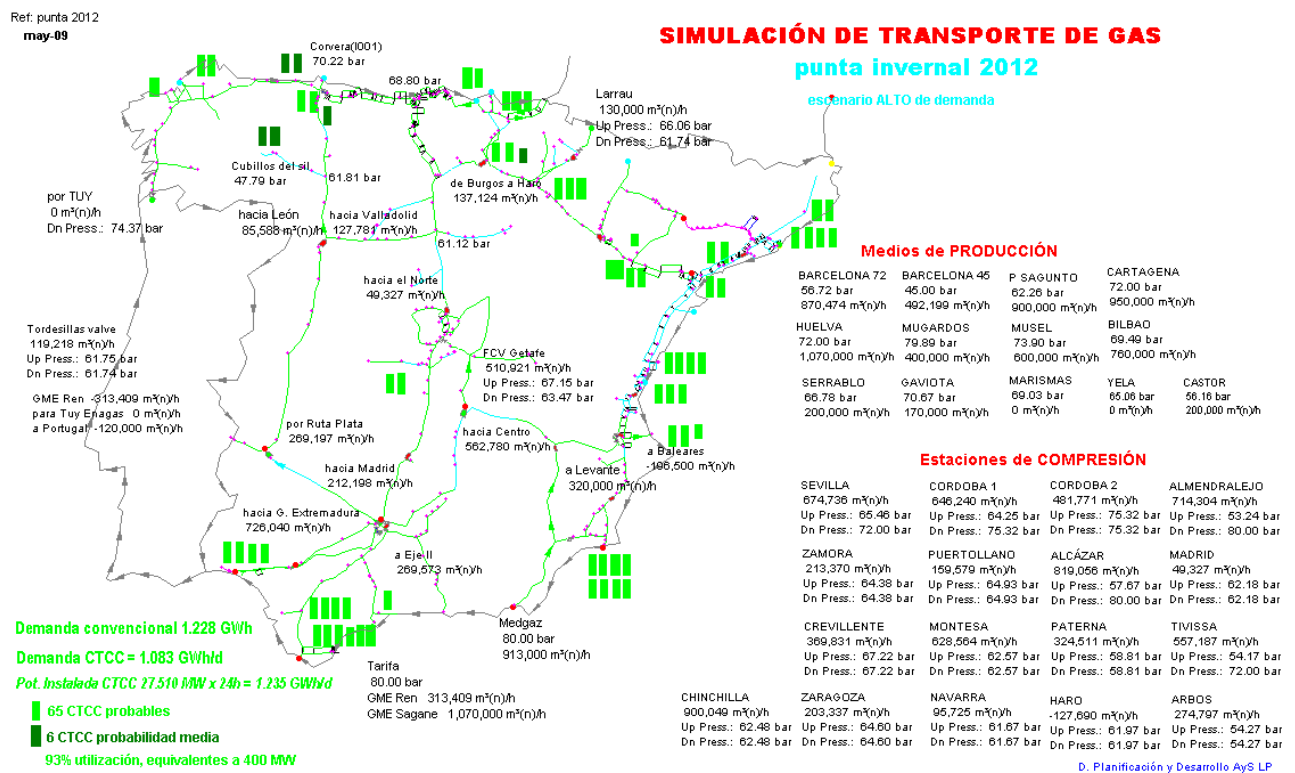 Ref: punta 2012
may-09
SIMULACIÓN DE TRANSPORTE DE GAS
punta invernal 2012
escenario ALTO de demanda
Corvera(I001)
70.22 bar
68.80 bar
Larrau
130,000 m³(n)/h
Up Press.: 66.06 bar
Dn Press.: 61.74 bar
Cubillos del sil
47.79 bar
61.81 bar
de Burgos a Haro
137,124 m³(n)/h
por TUY
0 m³(n)/h
Dn Press.: 74.37 bar
hacia León
85,588 m³(n)/h
hacia Valladolid
127,781 m³(n)/h
61.12 bar
hacia el Norte
49,327 m³(n)/h
Tordesillas valve
119,218 m³(n)/h
Up Press.: 61.75 bar
Dn Press.: 61.74 bar
FCV Getafe
510,921 m³(n)/h
Up Press.: 67.15 bar
Dn Press.: 63.47 bar
GME Ren -313,409 m³(n)/h
para Tuy Enagas 0 m³(n)/h
a Portugal -120,000 m³(n)/h
por Ruta Plata
269,197 m³(n)/h
hacia Centro
562,780 m³(n)/h
a Baleares
-196,500 m³(n)/h
hacia Madrid
212,198 m³(n)/h
a Levante
320,000 m³(n)/h
hacia G. Extremadura
726,040 m³(n)/h
a Eje II
269,573 m³(n)/h
Medgaz
80.00 bar
913,000 m³(n)/h
Tarifa
80.00 bar
GME Ren 313,409 m³(n)/h
GME Sagane 1,070,000 m³(n)/h
Demanda convencional 1.228 GWh
Demanda CTCC = 1.083 GWh/d
Pot. Instalada CTCC 27.510 MW x 24h = 1.235 GWh/d
65 CTCC probables
6 CTCC probabilidad media
93% utilización, equivalentes a 400 MW
Medios de PRODUCCIÓN
BARCELONA 72
56.72 bar
870,474 m³(n)/h
BARCELONA 45
45.00 bar
492,199 m³(n)/h
P SAGUNTO
62.26 bar
900,000 m³(n)/h
CARTAGENA
72.00 bar
950,000 m³(n)/h
HUELVA
72.00 bar
1,070,000 m³(n)/h
MUGARDOS
79.89 bar
400,000 m³(n)/h
MUSEL
73.90 bar
600,000 m³(n)/h
BILBAO
69.49 bar
760,000 m³(n)/h
SERRABLO
66.78 bar
200,000 m³(n)/h
GAVIOTA
70.67 bar
170,000 m³(n)/h
MARISMAS
69.03 bar
0 m³(n)/h
YELA
65.06 bar
0 m³(n)/h
CASTOR
56.16 bar
200,000 m³(n)/h
Estaciones de COMPRESIÓN
SEVILLA
674,736 m³(n)/h
Up Press.: 65.46 bar
Dn Press.: 72.00 bar
CORDOBA 1
646,240 m³(n)/h
Up Press.: 64.25 bar
Dn Press.: 75.32 bar
CORDOBA 2
481,771 m³(n)/h
Up Press.: 75.32 bar
Dn Press.: 75.32 bar
ALMENDRALEJO
714,304 m³(n)/h
Up Press.: 53.24 bar
Dn Press.: 80.00 bar
ZAMORA
213,370 m³(n)/h
Up Press.: 64.38 bar
Dn Press.: 64.38 bar
PUERTOLLANO
159,579 m³(n)/h
Up Press.: 64.93 bar
Dn Press.: 64.93 bar
ALCÁZAR
819,056 m³(n)/h
Up Press.: 57.67 bar
Dn Press.: 80.00 bar
MADRID
49,327 m³(n)/h
Up Press.: 62.18 bar
Dn Press.: 62.18 bar
CREVILLENTE
369,831 m³(n)/h
Up Press.: 67.22 bar
Dn Press.: 67.22 bar
MONTESA
628,564 m³(n)/h
Up Press.: 62.57 bar
Dn Press.: 62.57 bar
PATERNA
324,511 m³(n)/h
Up Press.: 58.81 bar
Dn Press.: 58.81 bar
TIVISSA
557,187 m³(n)/h
Up Press.: 54.17 bar
Dn Press.: 72.00 bar
CHINCHILLA
900,049 m³(n)/h
Up Press.: 62.48 bar
Dn Press.: 62.48 bar
ZARAGOZA
203,337 m³(n)/h
Up Press.: 64.60 bar
Dn Press.: 64.60 bar
NAVARRA
95,725 m³(n)/h
Up Press.: 61.67 bar
Dn Press.: 61.67 bar
HARO
-127,690 m³(n)/h
Up Press.: 61.97 bar
Dn Press.: 61.97 bar
ARBOS
274,797 m³(n)/h
Up Press.: 54.27 bar
Dn Press.: 54.27 bar
D. Planificación y Desarrollo AyS LP